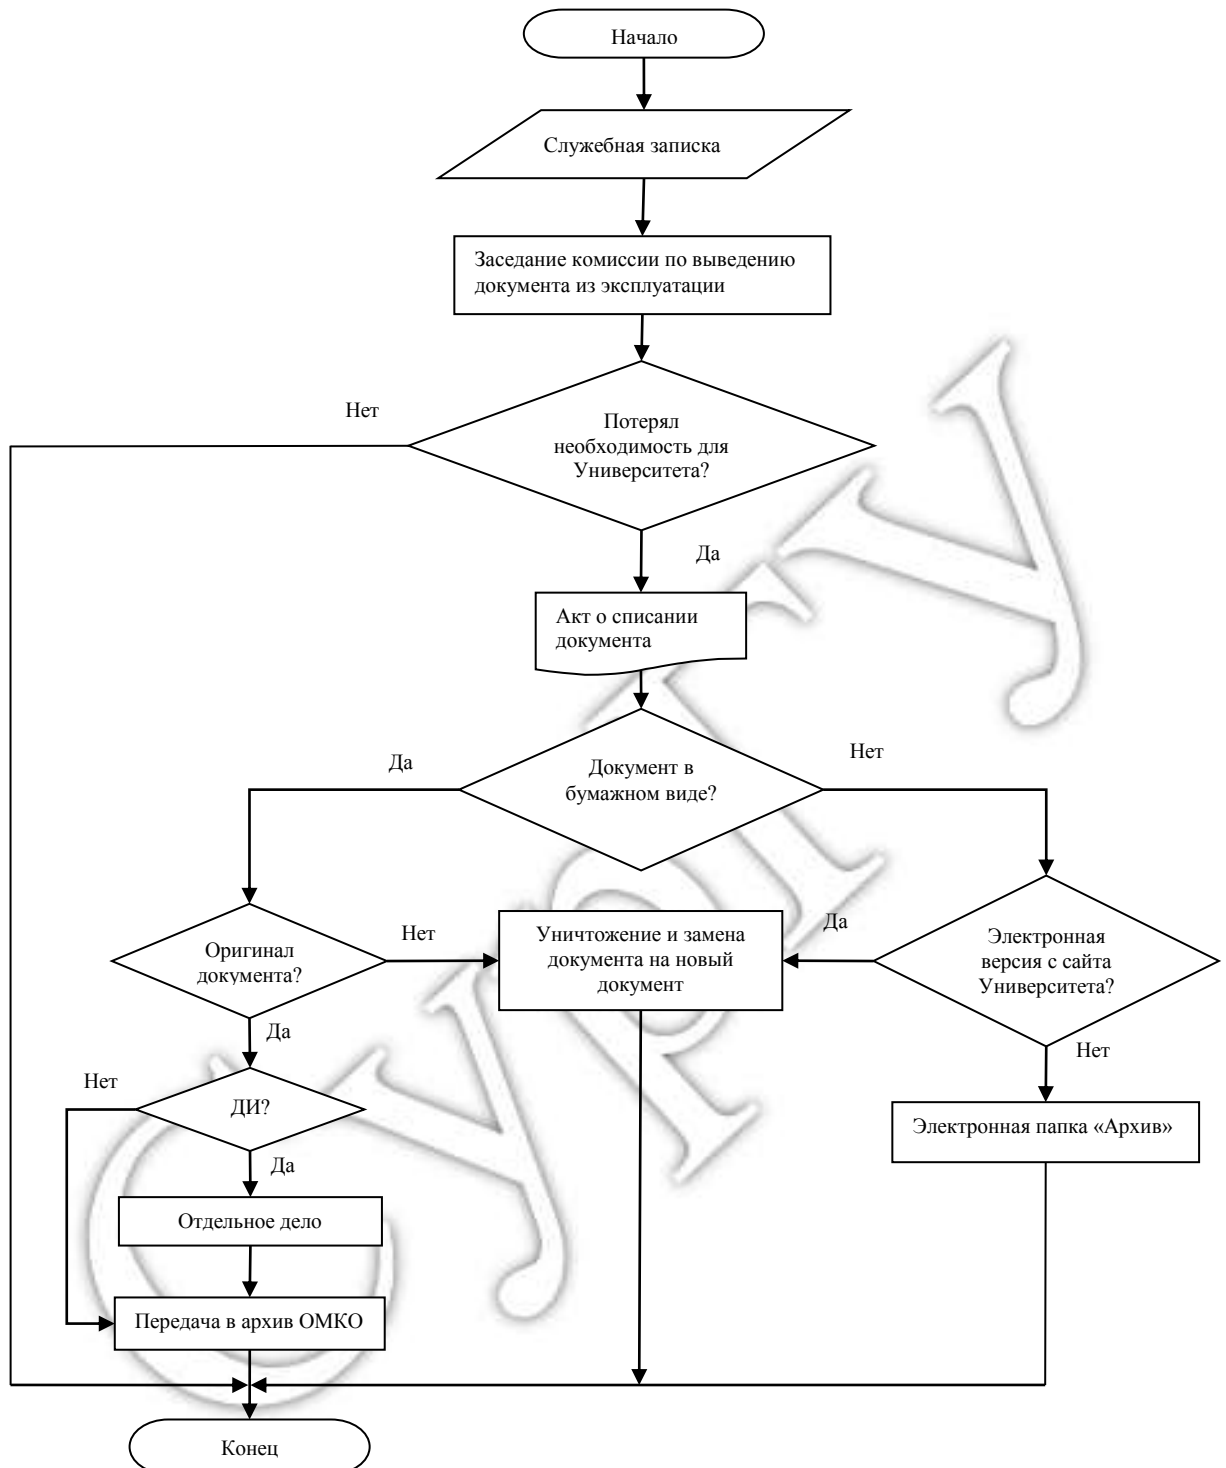 Начало
Служебная записка
Заседание комиссии по выведению
документа из эксплуатации
Нет
Потерял
необходимость для
Университета?
Да
Акт о списании
документа
Да
Документ в
бумажном виде?
Нет
Оригинал
документа?
Нет
Уничтожение и замена
документа на новый
документ
Да
Электронная
версия с сайта
Университета?
Да
Нет
Нет
ДИ?
Электронная папка «Архив»
Да
Отдельное дело
Передача в архив ОМКО
Конец